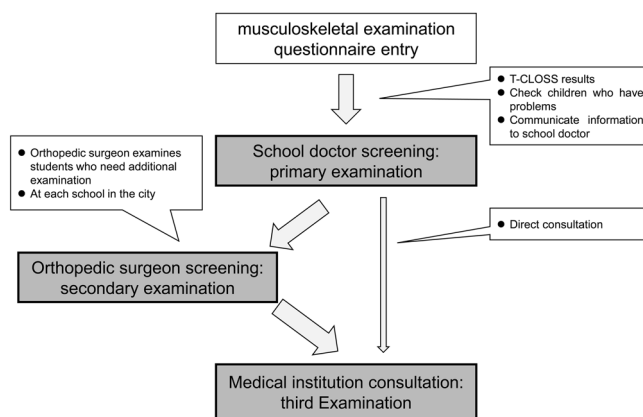 musculoskeletal examination
questionnaire entry
● T-CLOSS results
● Check children who have
problems
● Communicate information
to school doctor
School doctor screening:
primary examination
● Orthopedic surgeon examines
students who need additional
examination
● At each school in the city
● Direct consultation
Orthopedic surgeon screening:
secondary examination
Medical institution consultation:
third Examination